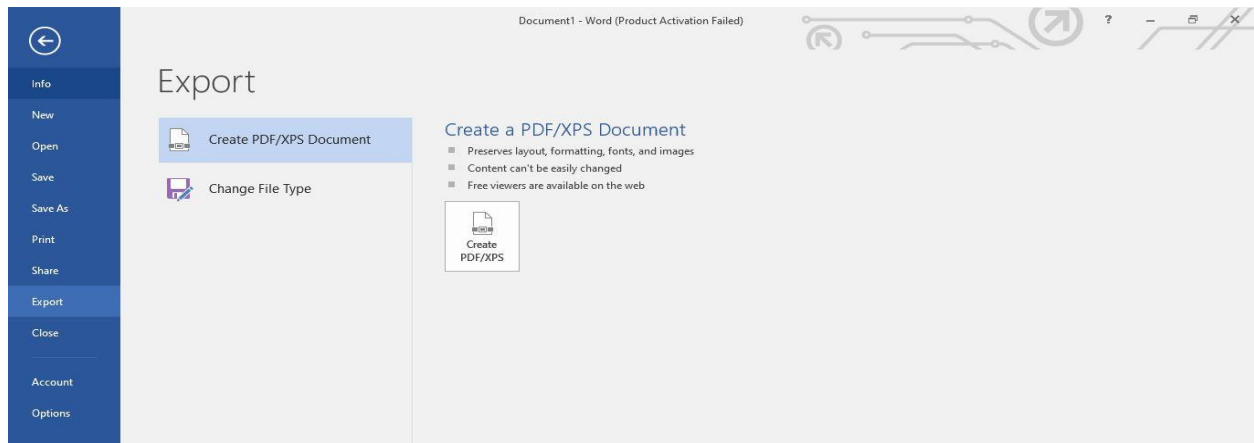 Document1 - Word (Product Activation Failed)
?
Info
New
Open
Save
Save As
Print
Share
Export
Close
Account
Options
Export
Create PDF/XPS Document
Change File Type
Create a PDF/XPS Document
Preserves layout, formatting, fonts, and images
Content can't be easily changed
Free viewers are available on the web
Create
PDF/XPS